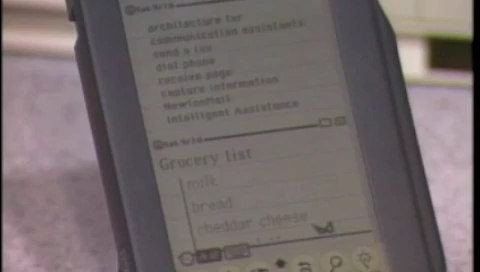 architecture for
communication assistants
send a fax
dial phone
receive page
capture information
NewtonMail
Intelligent Assistance
Grocery list
milk
bread
cheddar cheese